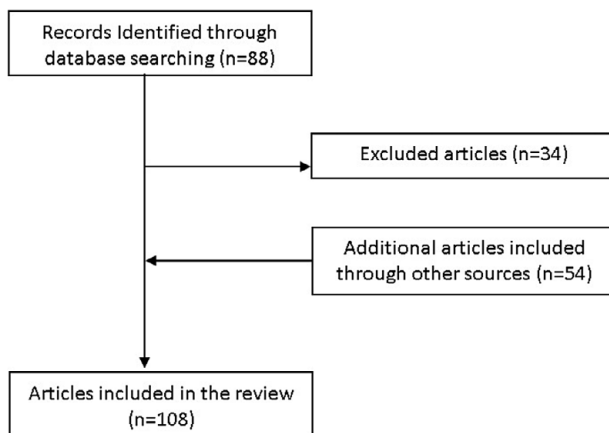 Records Identified through
database searching (n=88)
Excluded articles (n=34)
Additional articles included
through other sources (n=54)
Articles included in the review
(n=108)